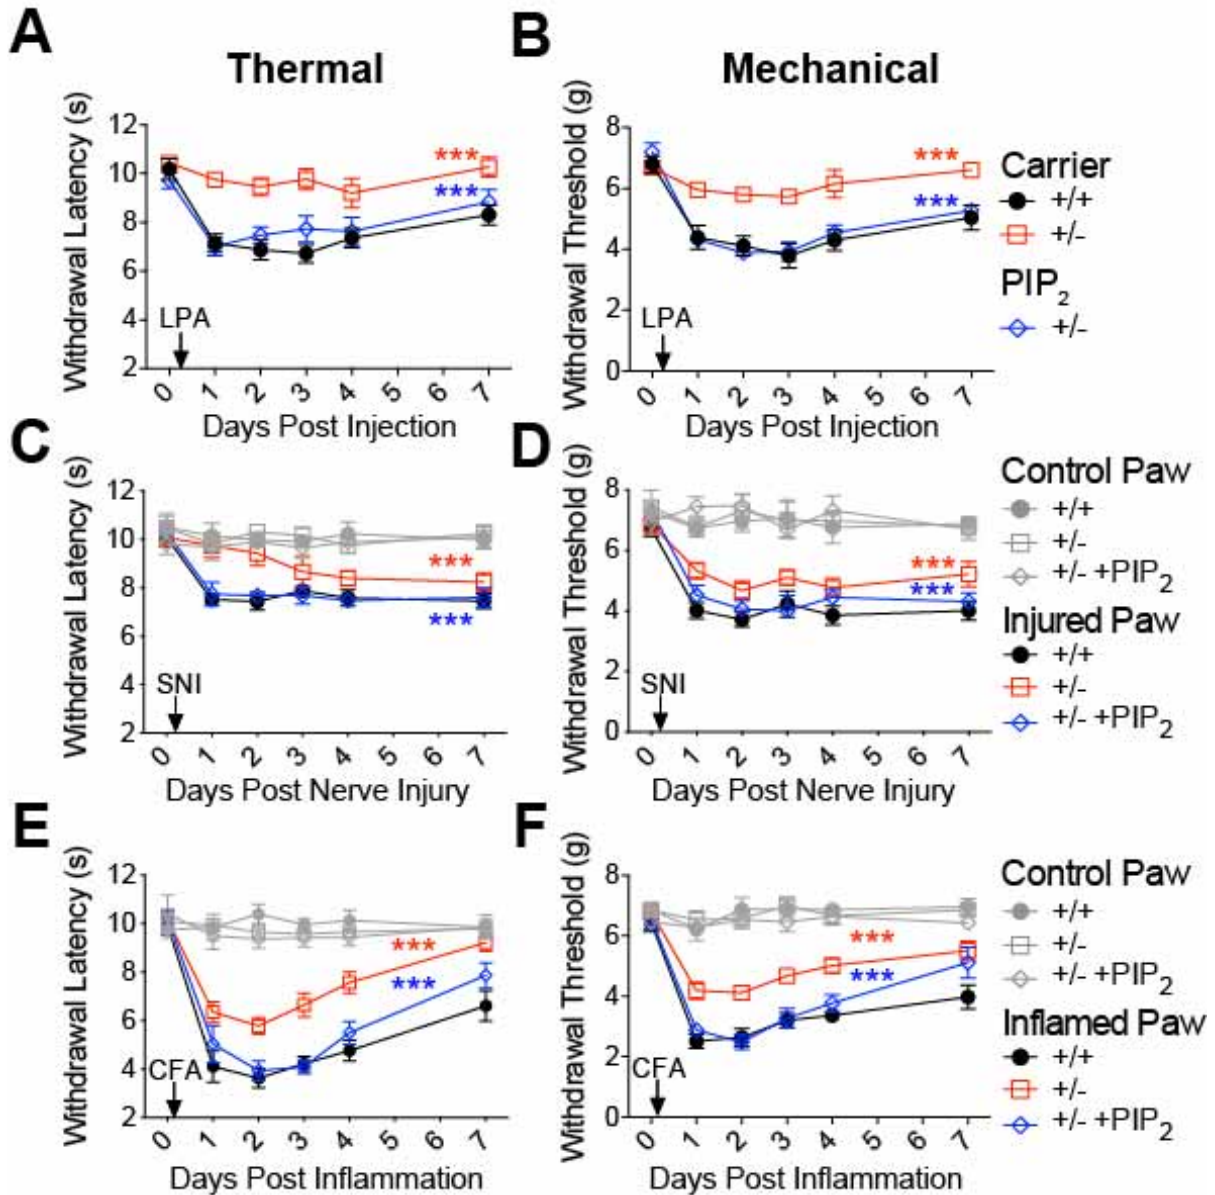 A
B
Thermal
Mechanical
Withdrawal Latency (s)
12
10
8
6
4
2
LPA
0 1 2 3 4 5 6 7
Days Post Injection
***
***
Withdrawal Threshold (g)
8
6
4
2
0
LPA
0 1 2 3 4 5 6 7
Days Post Injection
***
***
Carrier
+/+
+/-
PIP2
+/-
C
D
Withdrawal Latency (s)
12
10
8
6
4
2
SNI
0 1 2 3 4 5 6 7
Days Post Nerve Injury
***
***
Withdrawal Threshold (g)
8
6
4
2
0
SNI
0 1 2 3 4 5 6 7
Days Post Nerve Injury
***
***
Control Paw
+/+
+/-
+/- +PIP2
Injured Paw
+/+
+/-
+/- +PIP2
E
F
Withdrawal Latency (s)
12
10
8
6
4
2
CFA
0 1 2 3 4 5 6 7
Days Post Inflammation
***
***
Withdrawal Threshold (g)
8
6
4
2
0
CFA
0 1 2 3 4 5 6 7
Days Post Inflammation
***
***
Control Paw
+/+
+/-
+/- +PIP2
Inflamed Paw
+/+
+/-
+/- +PIP2